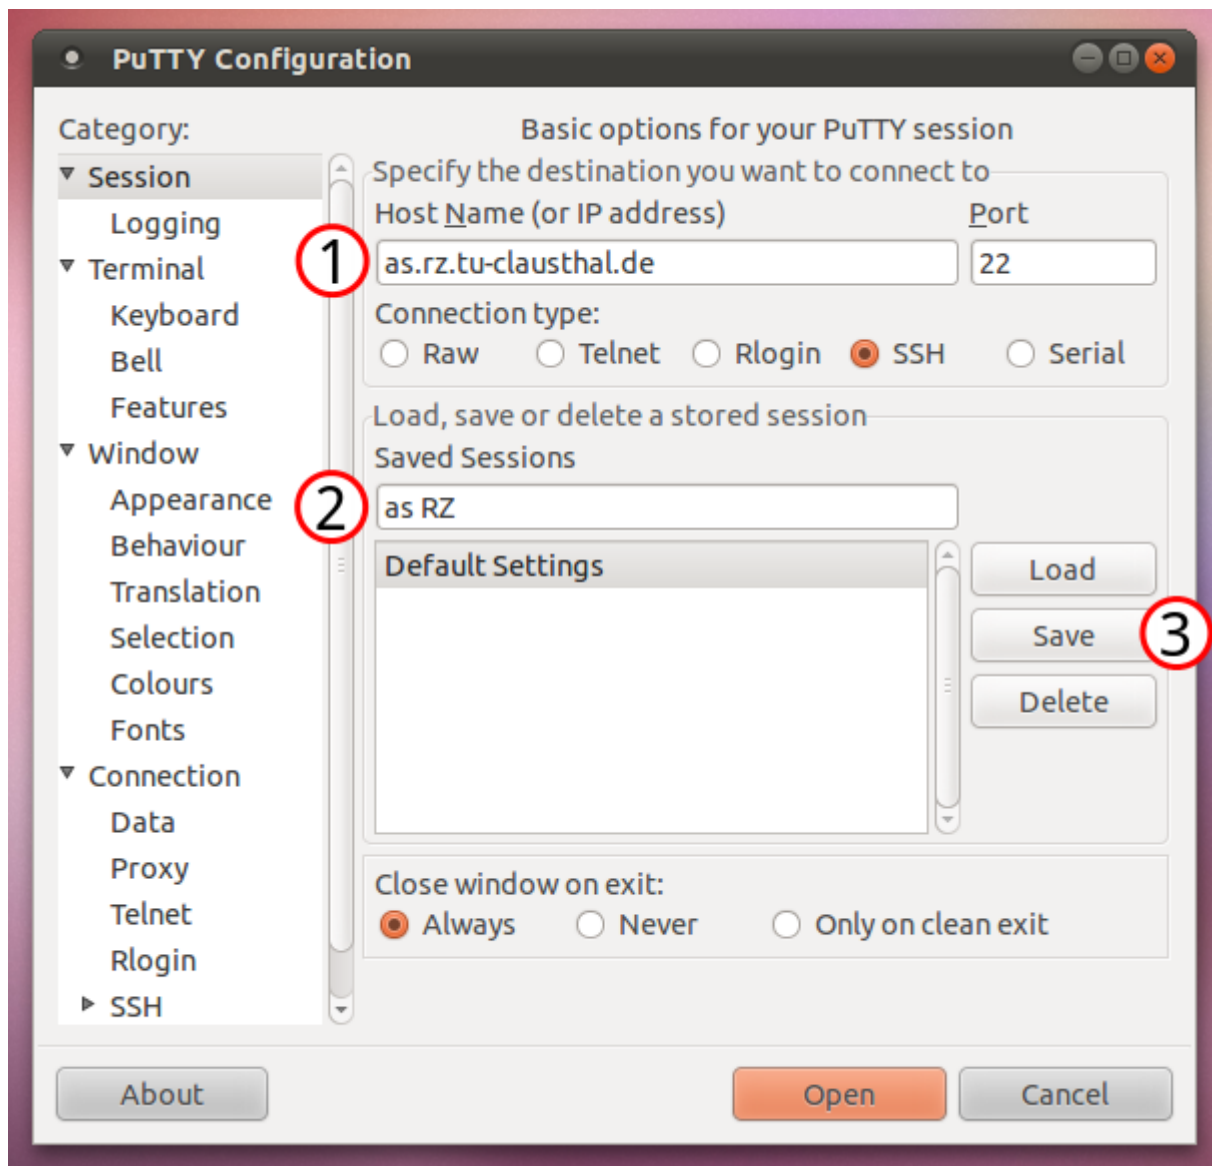 PuTTY Configuration
Category:
Session
Logging
Terminal
Keyboard
Bell
Features
Window
Appearance
Behaviour
Translation
Selection
Colours
Fonts
Connection
Data
Proxy
Telnet
Rlogin
SSH
Basic options for your PuTTY session
Specify the destination you want to connect to
Host Name (or IP address) Port
1 as.rz.tu-clausthal.de 22
Connection type:
Raw Telnet Rlogin SSH Serial
Load, save or delete a stored session
Saved Sessions
2 as RZ
Default Settings
Load
Save 3
Delete
Close window on exit:
Always Never Only on clean exit
About Open Cancel